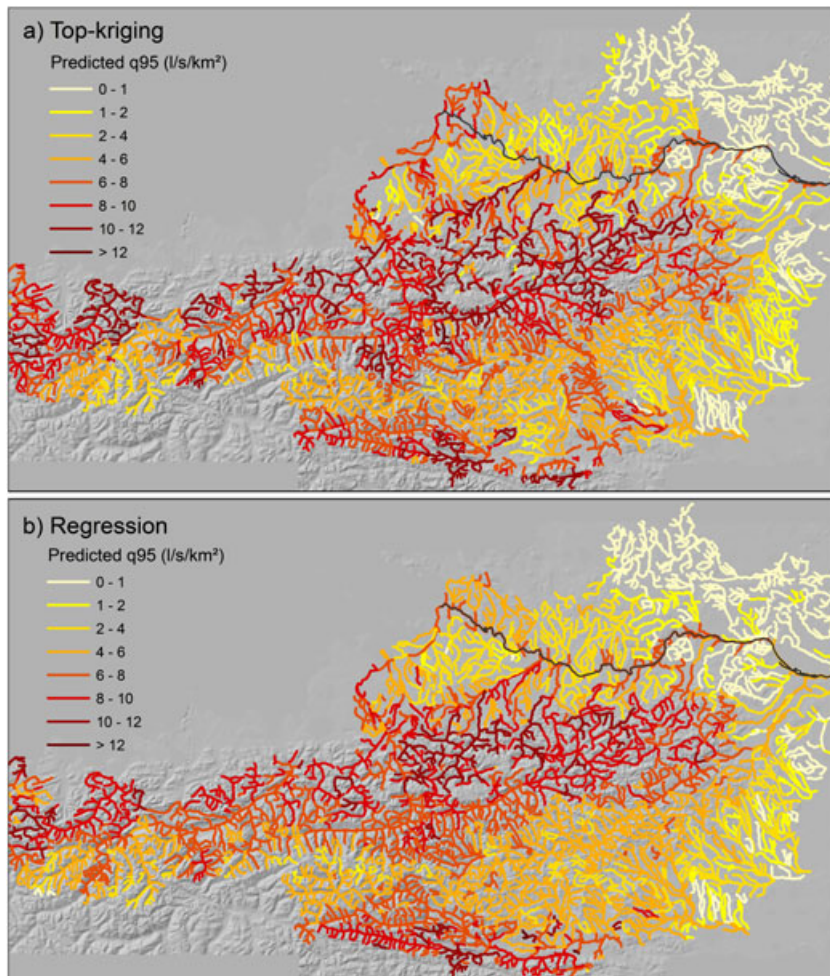 a) Top-kriging
Predicted q95 (l/s/km²)
0 - 1
1 - 2
2 - 4
4 - 6
6 - 8
8 - 10
10 - 12
> 12
b) Regression
Predicted q95 (l/s/km²)
0 - 1
1 - 2
2 - 4
4 - 6
6 - 8
8 - 10
10 - 12
> 12